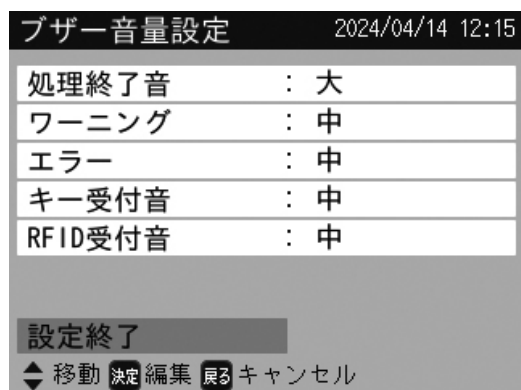 ブザー音量設定 2024/04/14 12:15
処理終了音 : 大
ワーニング : 中
エラー : 中
キー受付音 : 中
RFID受付音 : 中
設定終了
移動 決定 編集 戻る キャンセル